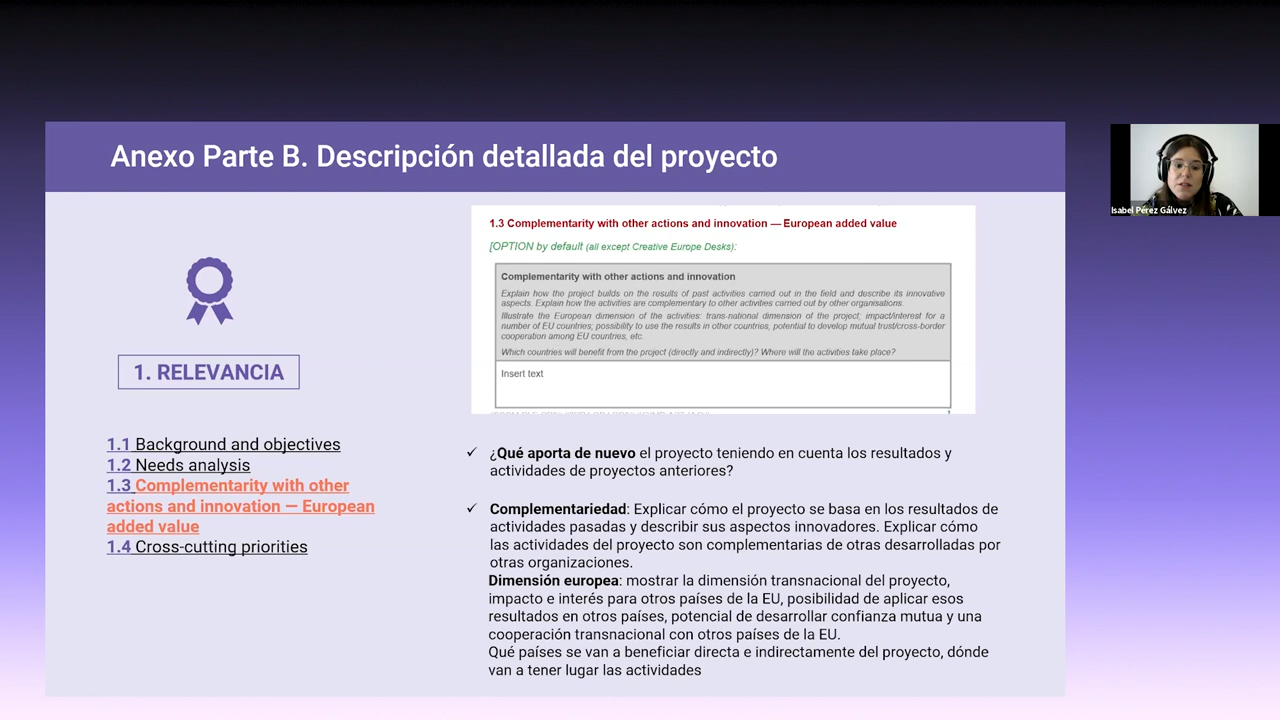 Anexo Parte B. Descripción detallada del proyecto
Isabel Pérez Gálvez
1. RELEVANCIA
1.1 Background and objectives
1.2 Needs analysis
1.3 Complementarity with other
actions and innovation — European
added value
1.4 Cross-cutting priorities
1.3 Complementarity with other actions and innovation — European added value
[OPTION by default (all except Creative Europe Desks):
Complementarity with other actions and innovation
Explain how the project builds on the results of past activities carried out in the field and describe its innovative
aspects. Explain how the activities are complementary to other activities carried out by other organisations.
Illustrate the European dimension of the activities: trans-national dimension of the project; impact/interest for a
number of EU countries; possibility to use the results in other countries, potential to develop mutual trust/cross-border
cooperation among EU countries, etc.
Which countries will benefit from the project (directly and indirectly)? Where will the activities take place?
Insert text
✓ ¿Qué aporta de nuevo el proyecto teniendo en cuenta los resultados y
actividades de proyectos anteriores?
✓ Complementariedad: Explicar cómo el proyecto se basa en los resultados de
actividades pasadas y describir sus aspectos innovadores. Explicar cómo
las actividades del proyecto son complementarias de otras desarrolladas por
otras organizaciones.
Dimensión europea: mostrar la dimensión transnacional del proyecto,
impacto e interés para otros países de la EU, posibilidad de aplicar esos
resultados en otros países, potencial de desarrollar confianza mutua y una
cooperación transnacional con otros países de la EU.
Qué países se van a beneficiar directa e indirectamente del proyecto, dónde
van a tener lugar las actividades